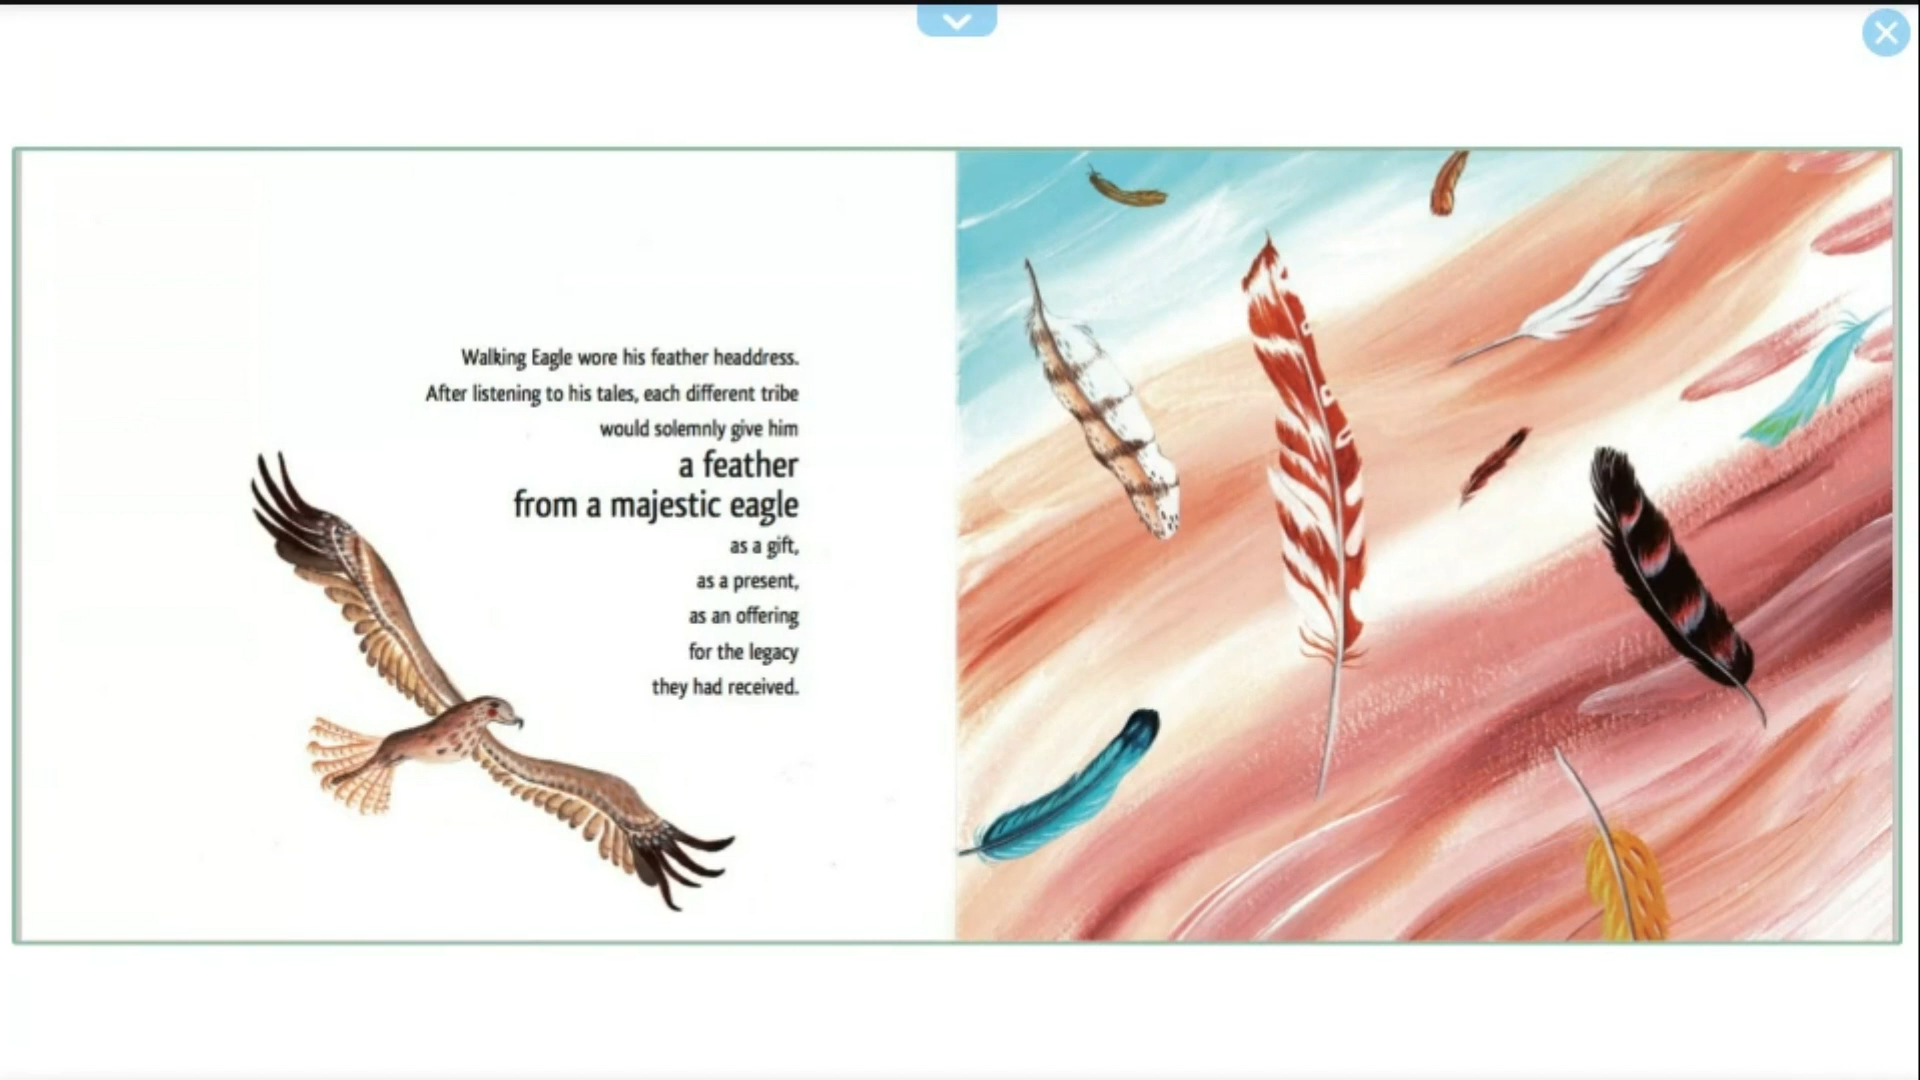 Walking Eagle wore his feather headdress.
After listening to his tales, each different tribe
would solemnly give him
a feather
from a majestic eagle
as a gift,
as a present,
as an offering
for the legacy
they had received.